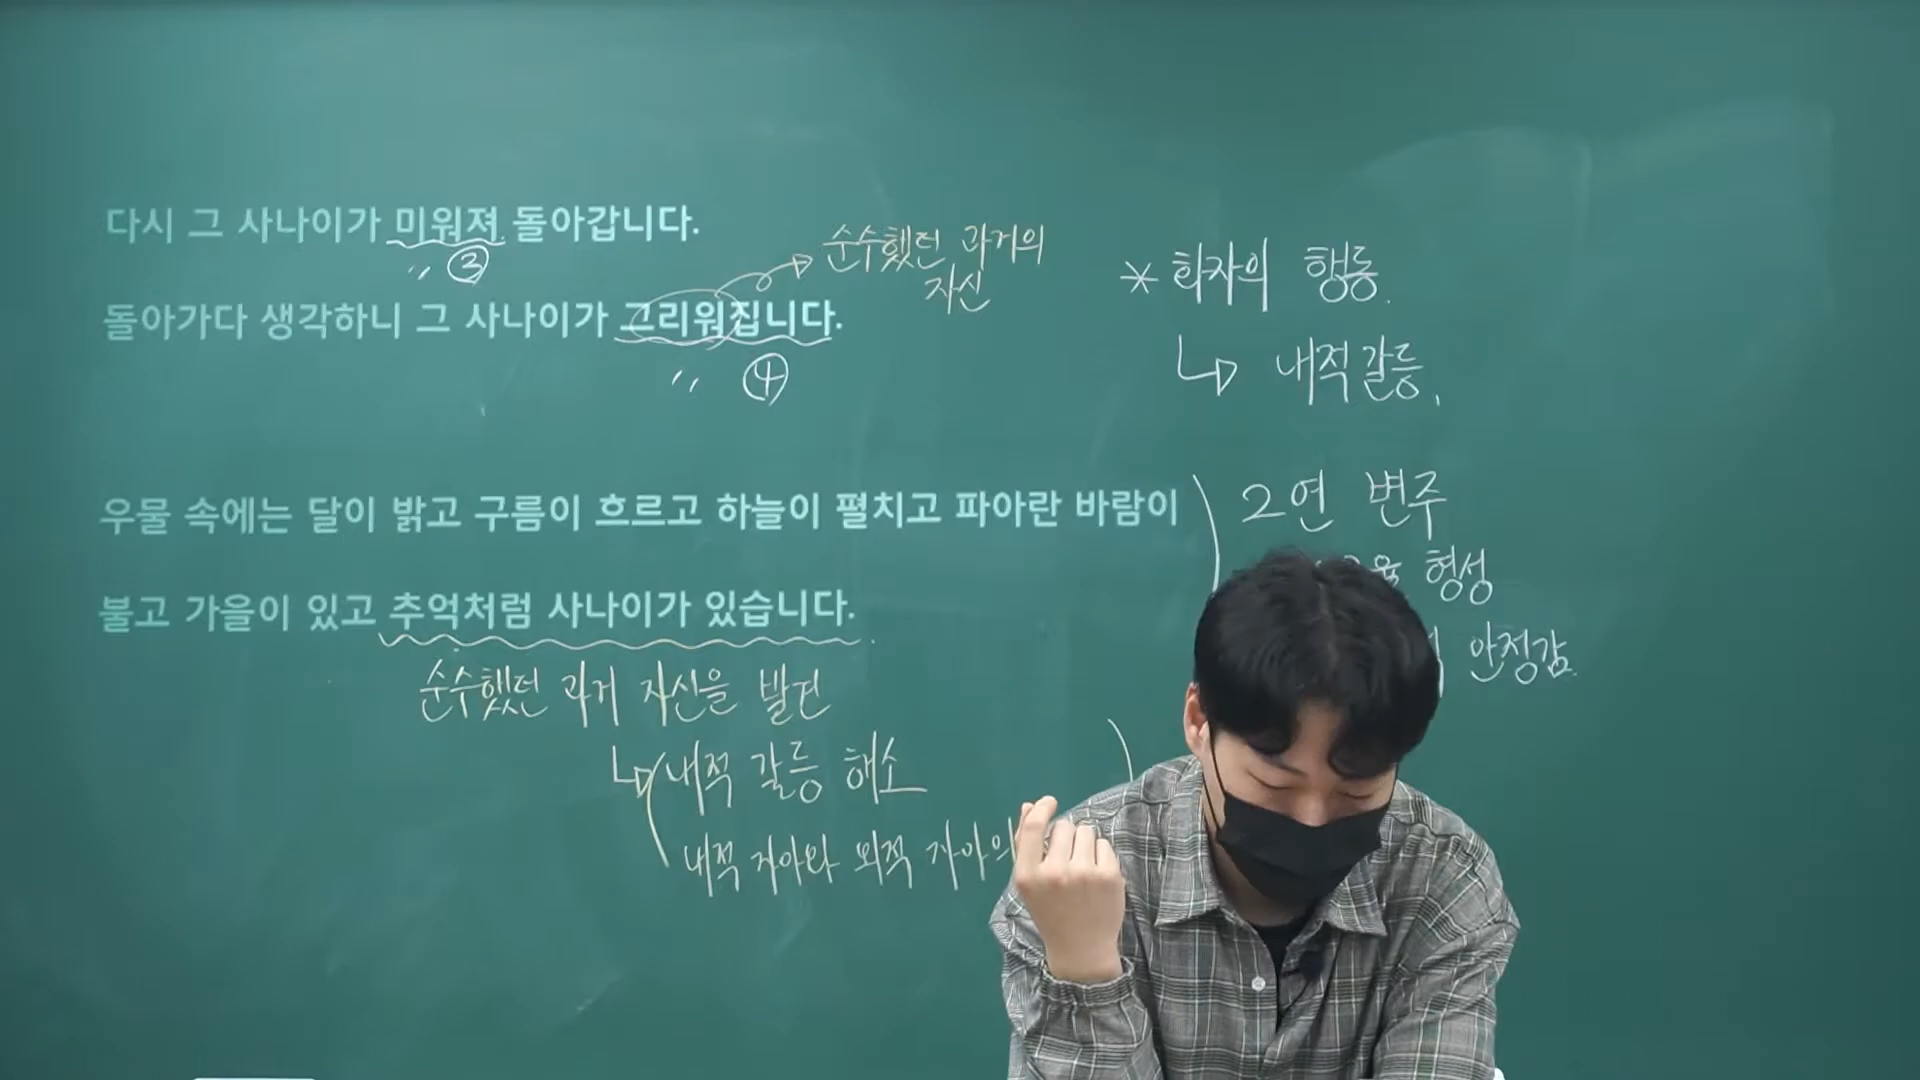 다시 그 사나이가 미워져 돌아갑니다.
〃 ③
돌아가다 생각하니 그 사나이가 그리워집니다.
〃 ④
순수했던 과거의
자신
* 화자의 행동.
↳ 내적갈등.
우물 속에는 달이 밝고 구름이 흐르고 하늘이 펼치고 파아란 바람이
불고 가을이 있고 추억처럼 사나이가 있습니다.
2연 변주
형성
안정감.
순수했던 과거 자신을 발견
↳ 내적 갈등 해소
내적 자아와 외적 자아의